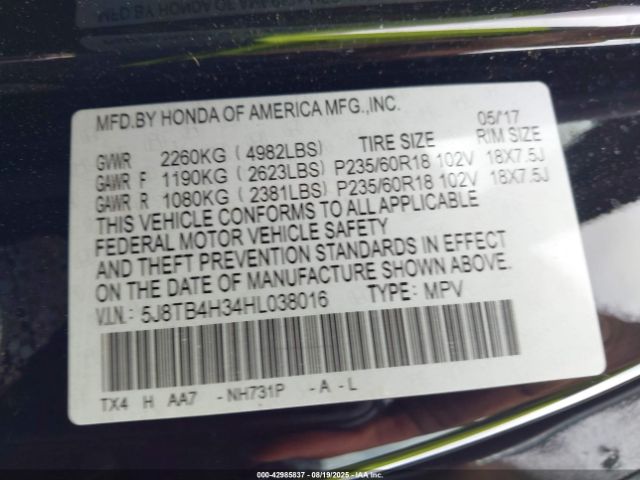 MFD.BY HONDA OF AMERICA MFG.,INC. 05/17
TIRE SIZE RIM SIZE
GVWR 2260KG ( 4982LBS)
GAWR F 1190KG ( 2623LBS) P235/60R18 102V 18X7.5J
GAWR R 1080KG ( 2381LBS) P235/60R18 102V 18X7.5J
THIS VEHICLE CONFORMS TO ALL APPLICABLE
FEDERAL MOTOR VEHICLE SAFETY
AND THEFT PREVENTION STANDARDS IN EFFECT
ON THE DATE OF MANUFACTURE SHOWN ABOVE.
V.I.N.: 5J8TB4H34HL038016 TYPE: MPV
TX4 H AA7 - NH731P - A - L
© -42985837 - 08/19/2025 - IAA Inc.